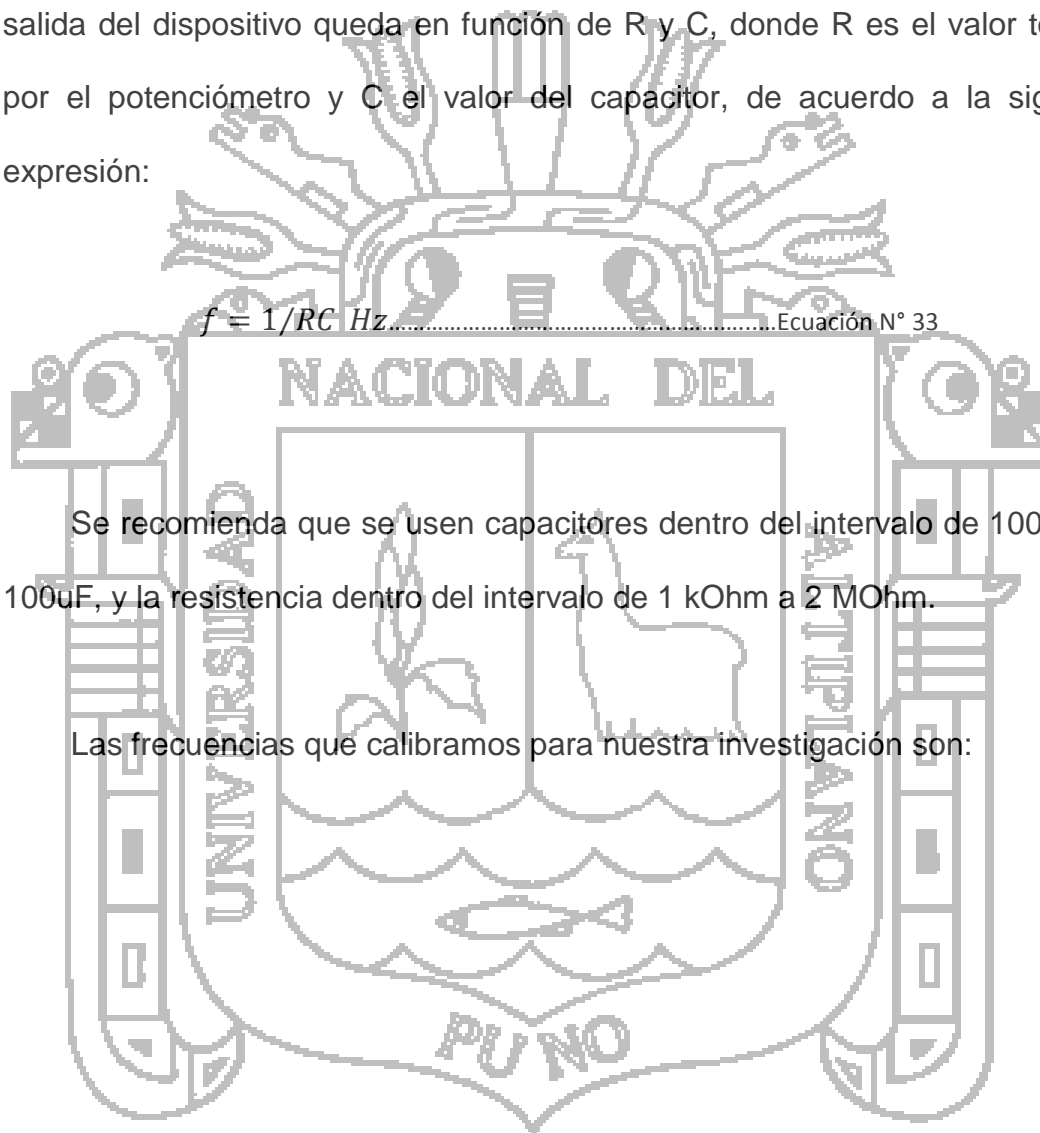 salida del dispositivo queda en función de R y C, donde R es el valor
por el potenciómetro y C el valor del capacitor, de acuerdo a la
expresión:
f = 1/RC Hz.......................................................................Ecuación N° 33
NACIONAL DEL
UNIVERSIDAD
ALTIPLANO
Se recomienda que se usen capacitores dentro del intervalo de 100
100uF, y la resistencia dentro del intervalo de 1 kOhm a 2 MOhm.
Las frecuencias que calibramos para nuestra investigación son:
PUNO